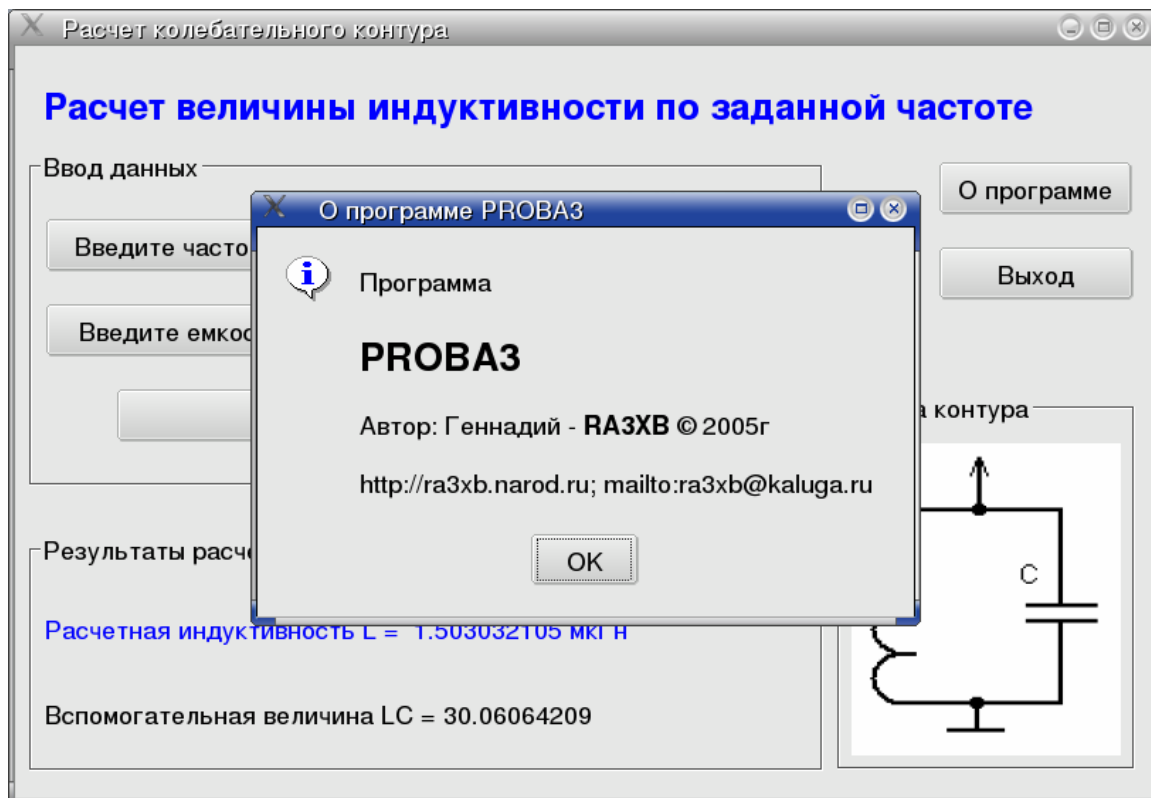 Расчет колебательного контура
Расчет величины индуктивности по заданной частоте
Ввод данных
О программе
О программе PROBA3
Введите часто
Программа
Выход
Введите емкос
PROBA3
Автор: Геннадий - RA3XB © 2005г
а контура
http://ra3xb.narod.ru; mailto:ra3xb@kaluga.ru
Результаты расче
OK
C
Расчетная индуктивность L = 1.503032105 мкГн
Вспомогательная величина LC = 30.06064209